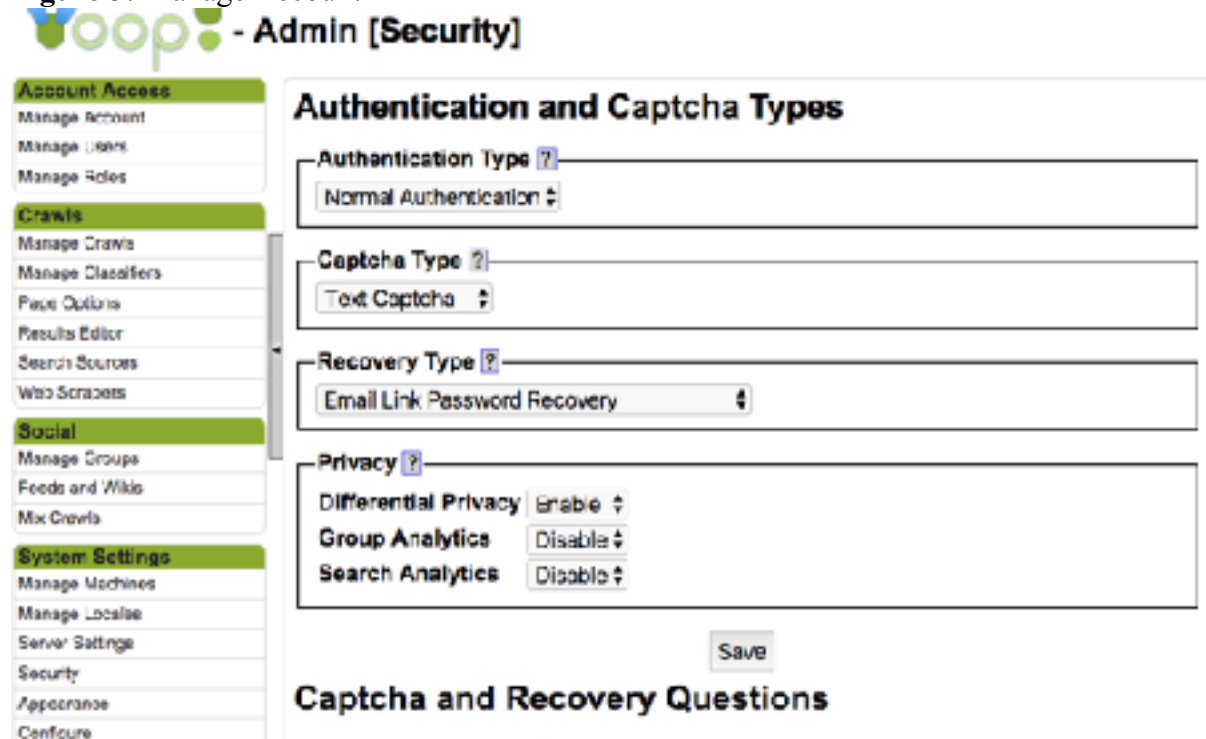 Yoop! - Admin [Security]
Account Access
Manage Account
Manage Users
Manage Roles
Crawls
Manage Crawls
Manage Classifiers
Page Options
Results Editor
Search Sources
Web Scrapers
Social
Manage Groups
Feeds and Wikis
Mix Crawls
System Settings
Manage Machines
Manage Locales
Server Settings
Security
Appearance
Configure
Authentication and Captcha Types
Authentication Type ?
Normal Authentication
Captcha Type ?
Text Captcha
Recovery Type ?
Email Link Password Recovery
Privacy ?
Differential Privacy Enable
Group Analytics Disable
Search Analytics Disable
Save
Captcha and Recovery Questions